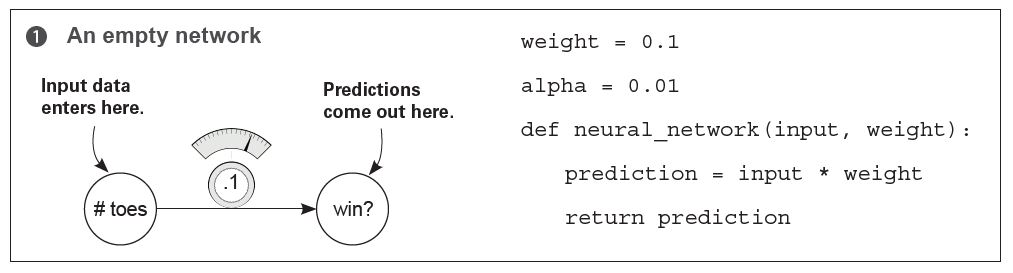 1 An empty network
Input data
enters here.
Predictions
come out here.
.1
# toes
win?
weight = 0.1
alpha = 0.01
def neural_network(input, weight):
prediction = input * weight
return prediction